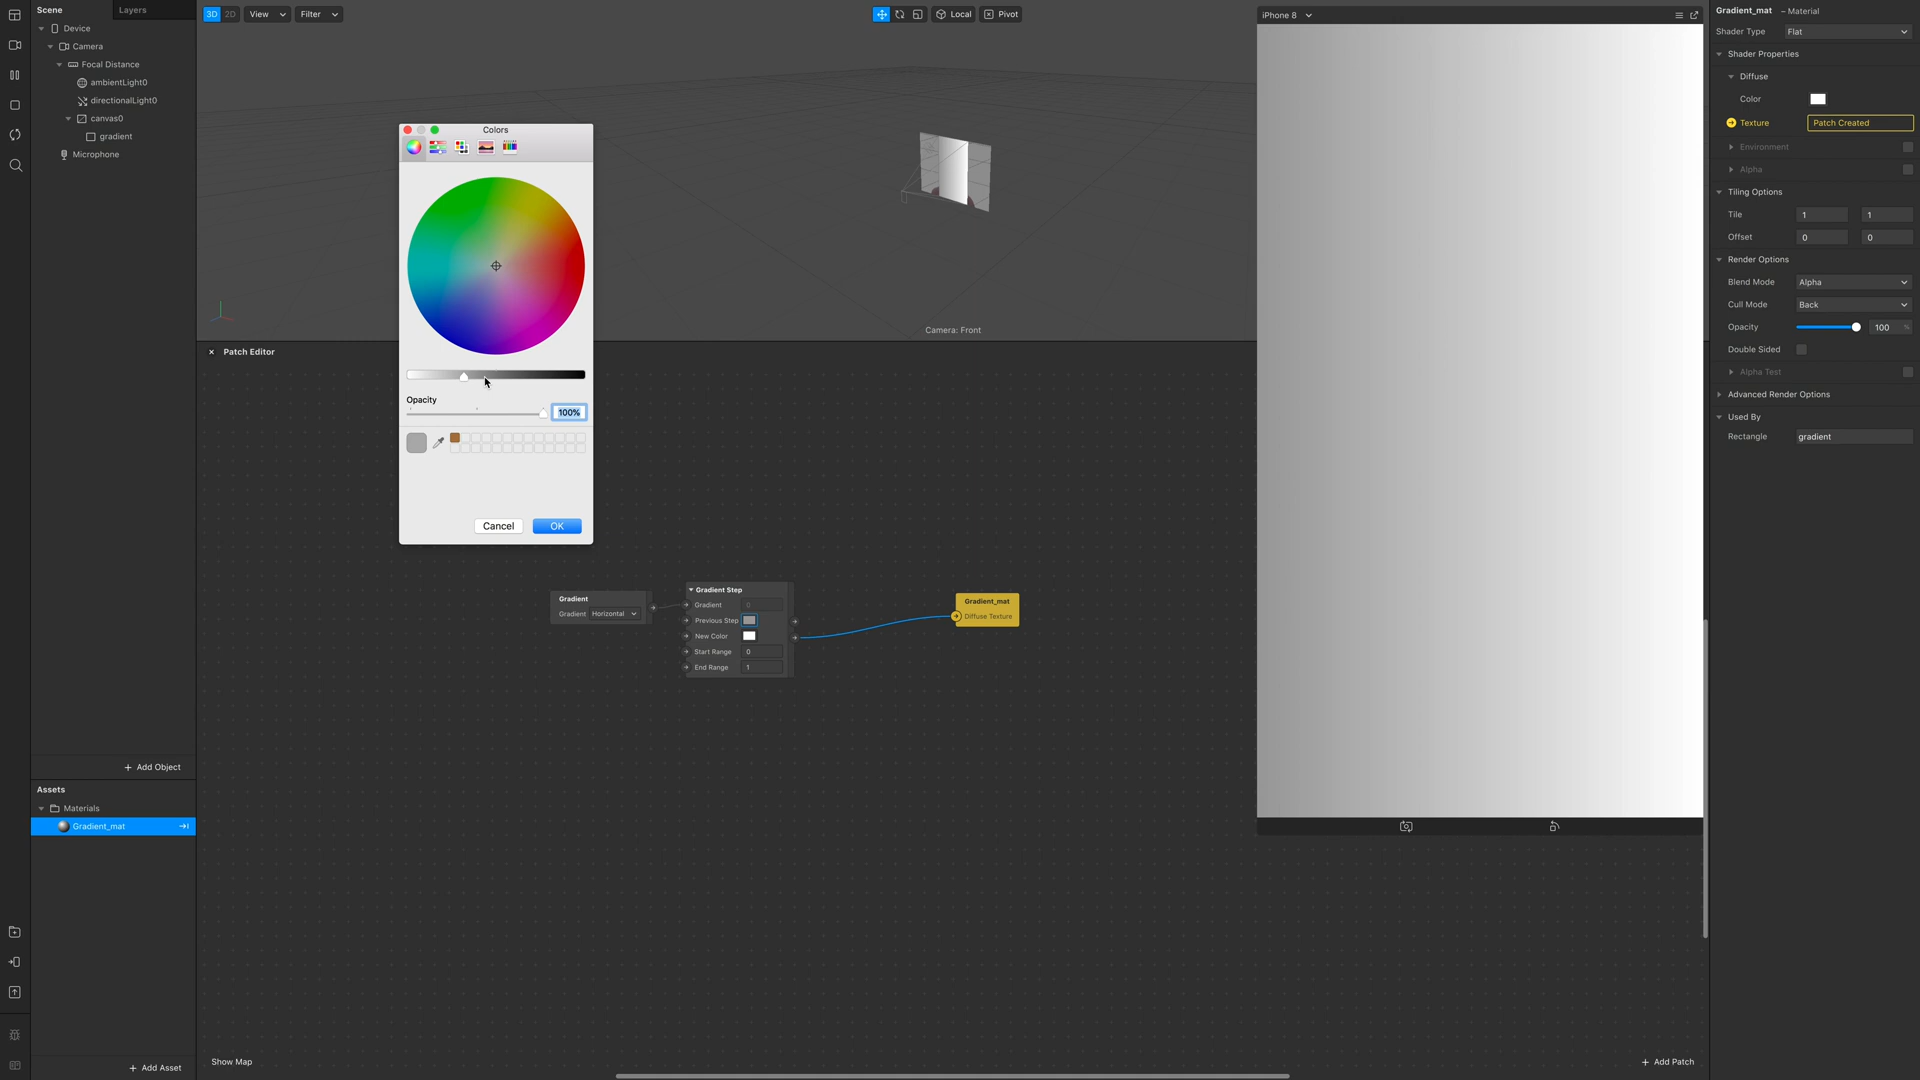 Scene
Layers
Device
Camera
Focal Distance
ambientLight0
directionalLight0
canvas0
gradient
Microphone
Add Object
Assets
Materials
Gradient_mat
Add Asset
3D
2D
View
Filter
Local
Pivot
Camera: Front
Colors
Opacity
100%
Cancel
OK
Patch Editor
Gradient
Gradient
Horizontal
Gradient Step
Gradient
0
Previous Step
New Color
Start Range
0
End Range
1
Gradient_mat
Diffuse Texture
Show Map
Add Patch
iPhone 8
Gradient_mat
– Material
Shader Type
Flat
Shader Properties
Diffuse
Color
Texture
Patch Created
Environment
Alpha
Tiling Options
Tile
1
1
Offset
0
0
Render Options
Blend Mode
Alpha
Cull Mode
Back
Opacity
100
%
Double Sided
Alpha Test
Advanced Render Options
Used By
Rectangle
gradient